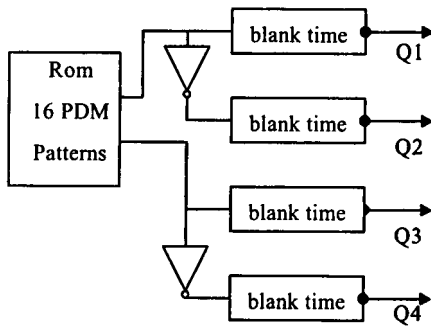 Rom
16 PDM
Patterns
blank time
Q1
blank time
Q2
blank time
Q3
blank time
Q4